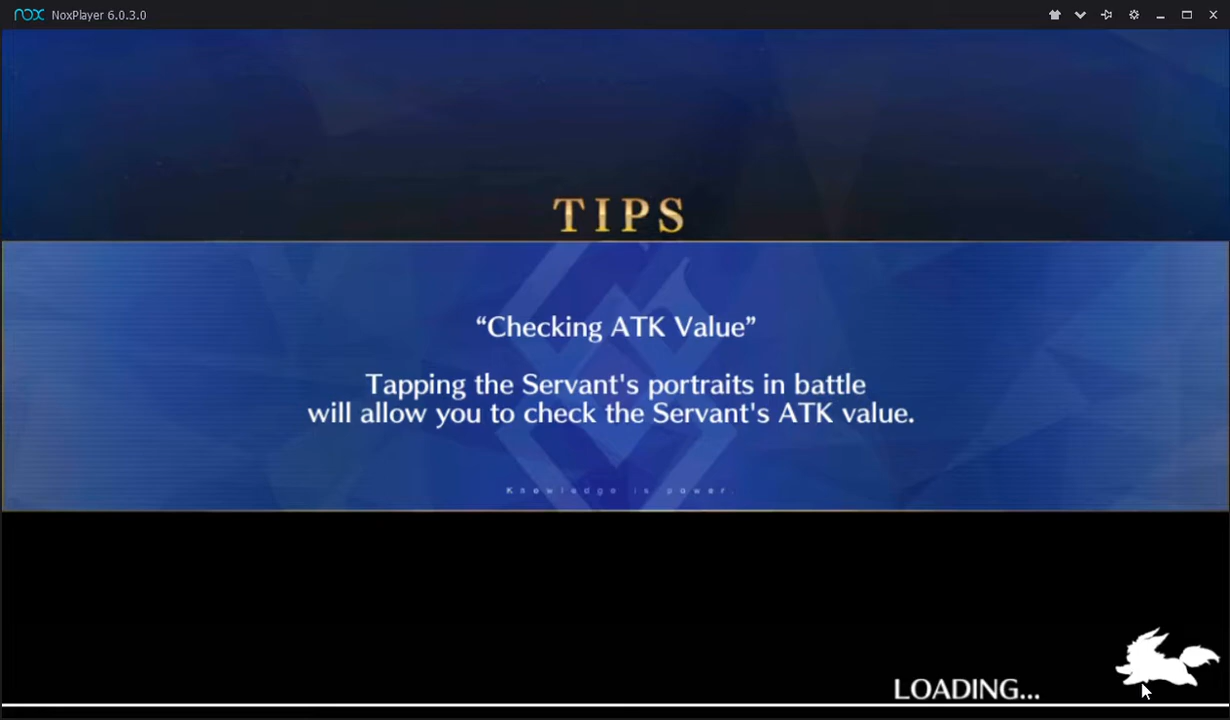 nox NoxPlayer 6.0.3.0
TIPS
“Checking ATK Value”
Tapping the Servant's portraits in battle
will allow you to check the Servant's ATK value.
Knowledge is power.
LOADING...